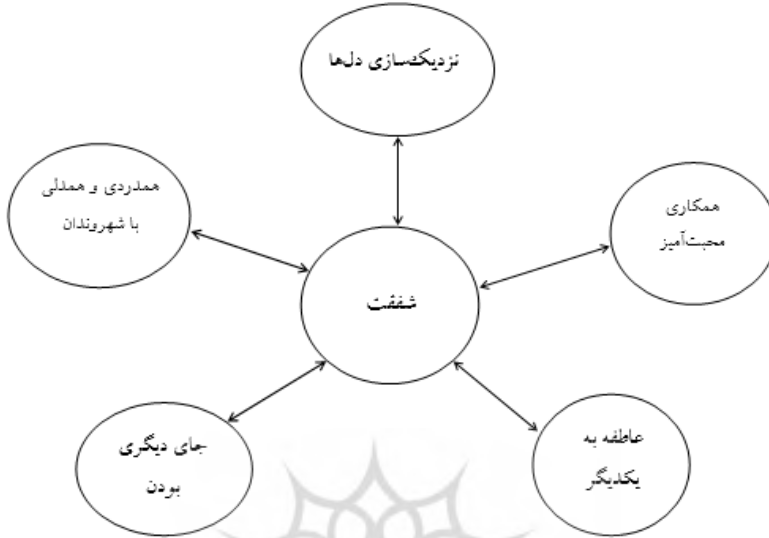 نزدیک‌سازی دل‌ها
همدردی و همدلی
با شهروندان
همکاری
محبت‌آمیز
شفقت
جای دیگری
بودن
عاطفه به
یکدیگر